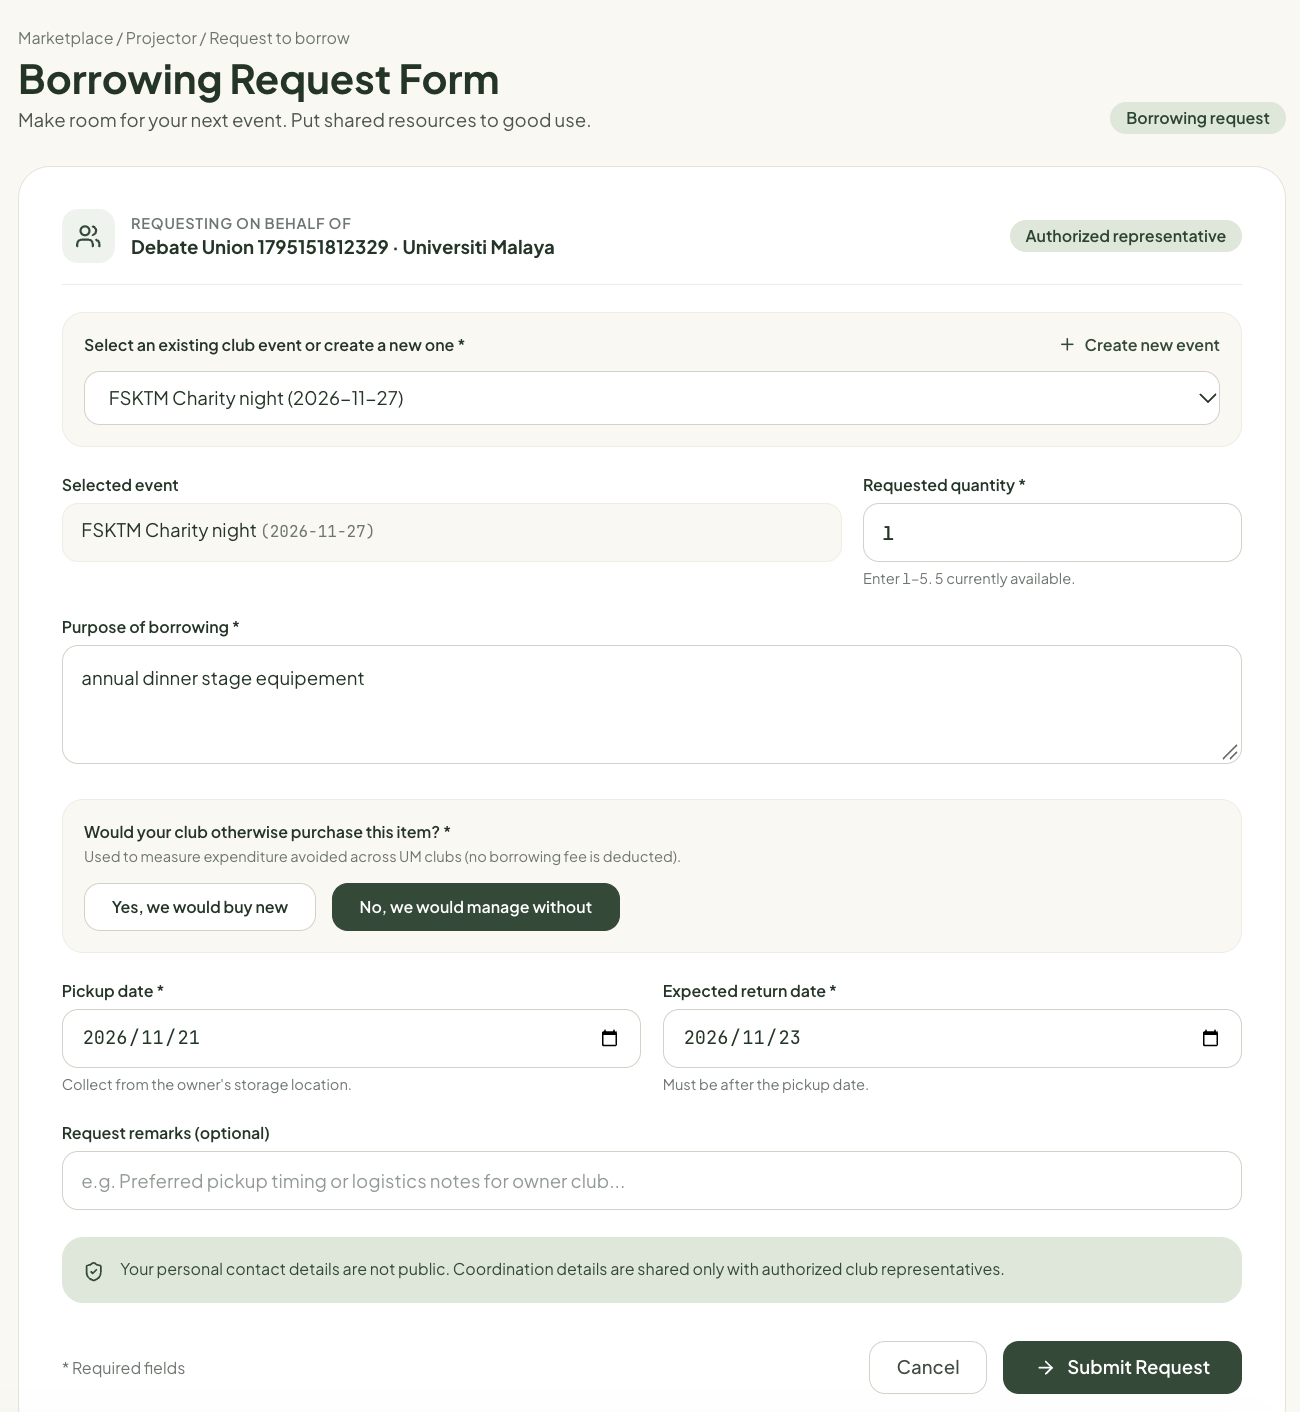 Marketplace / Projector / Request to borrow
Borrowing Request Form
Make room for your next event. Put shared resources to good use.
Borrowing request
REQUESTING ON BEHALF OF
Debate Union 1795151812329 · Universiti Malaya
Authorized representative
Select an existing club event or create a new one *
+ Create new event
FSKTM Charity night (2026-11-27)
Selected event
FSKTM Charity night (2026-11-27)
Requested quantity *
1
Enter 1–5. 5 currently available.
Purpose of borrowing *
annual dinner stage equipement
Would your club otherwise purchase this item? *
Used to measure expenditure avoided across UM clubs (no borrowing fee is deducted).
Yes, we would buy new
No, we would manage without
Pickup date *
2026/11/21
Collect from the owner's storage location.
Expected return date *
2026/11/23
Must be after the pickup date.
Request remarks (optional)
e.g. Preferred pickup timing or logistics notes for owner club...
Your personal contact details are not public. Coordination details are shared only with authorized club representatives.
* Required fields
Cancel
→ Submit Request